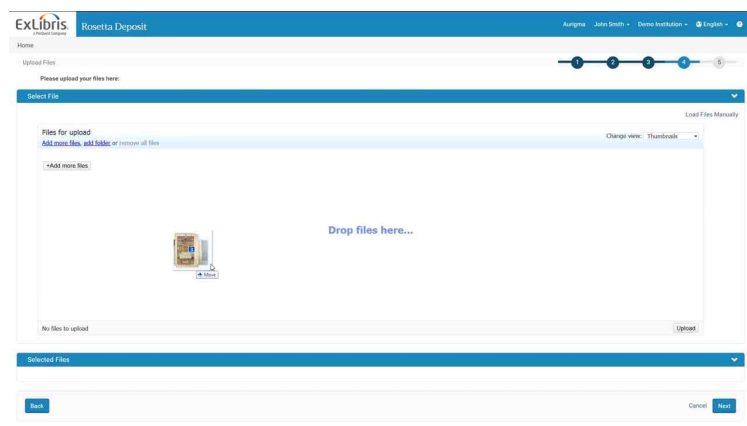 ExLibris
a ProQuest Company
Rosetta Deposit
Aurigma John Smith Demo Institution English
Home
Upload Files
1 2 3 4 5
Please upload your files here:
Select File
Load Files Manually
Files for upload
Change view: Thumbnails
Add more files, add folder or remove all files
+Add more files
Drop files here...
Move
No files to upload
Upload
Selected Files
Back
Cancel Next